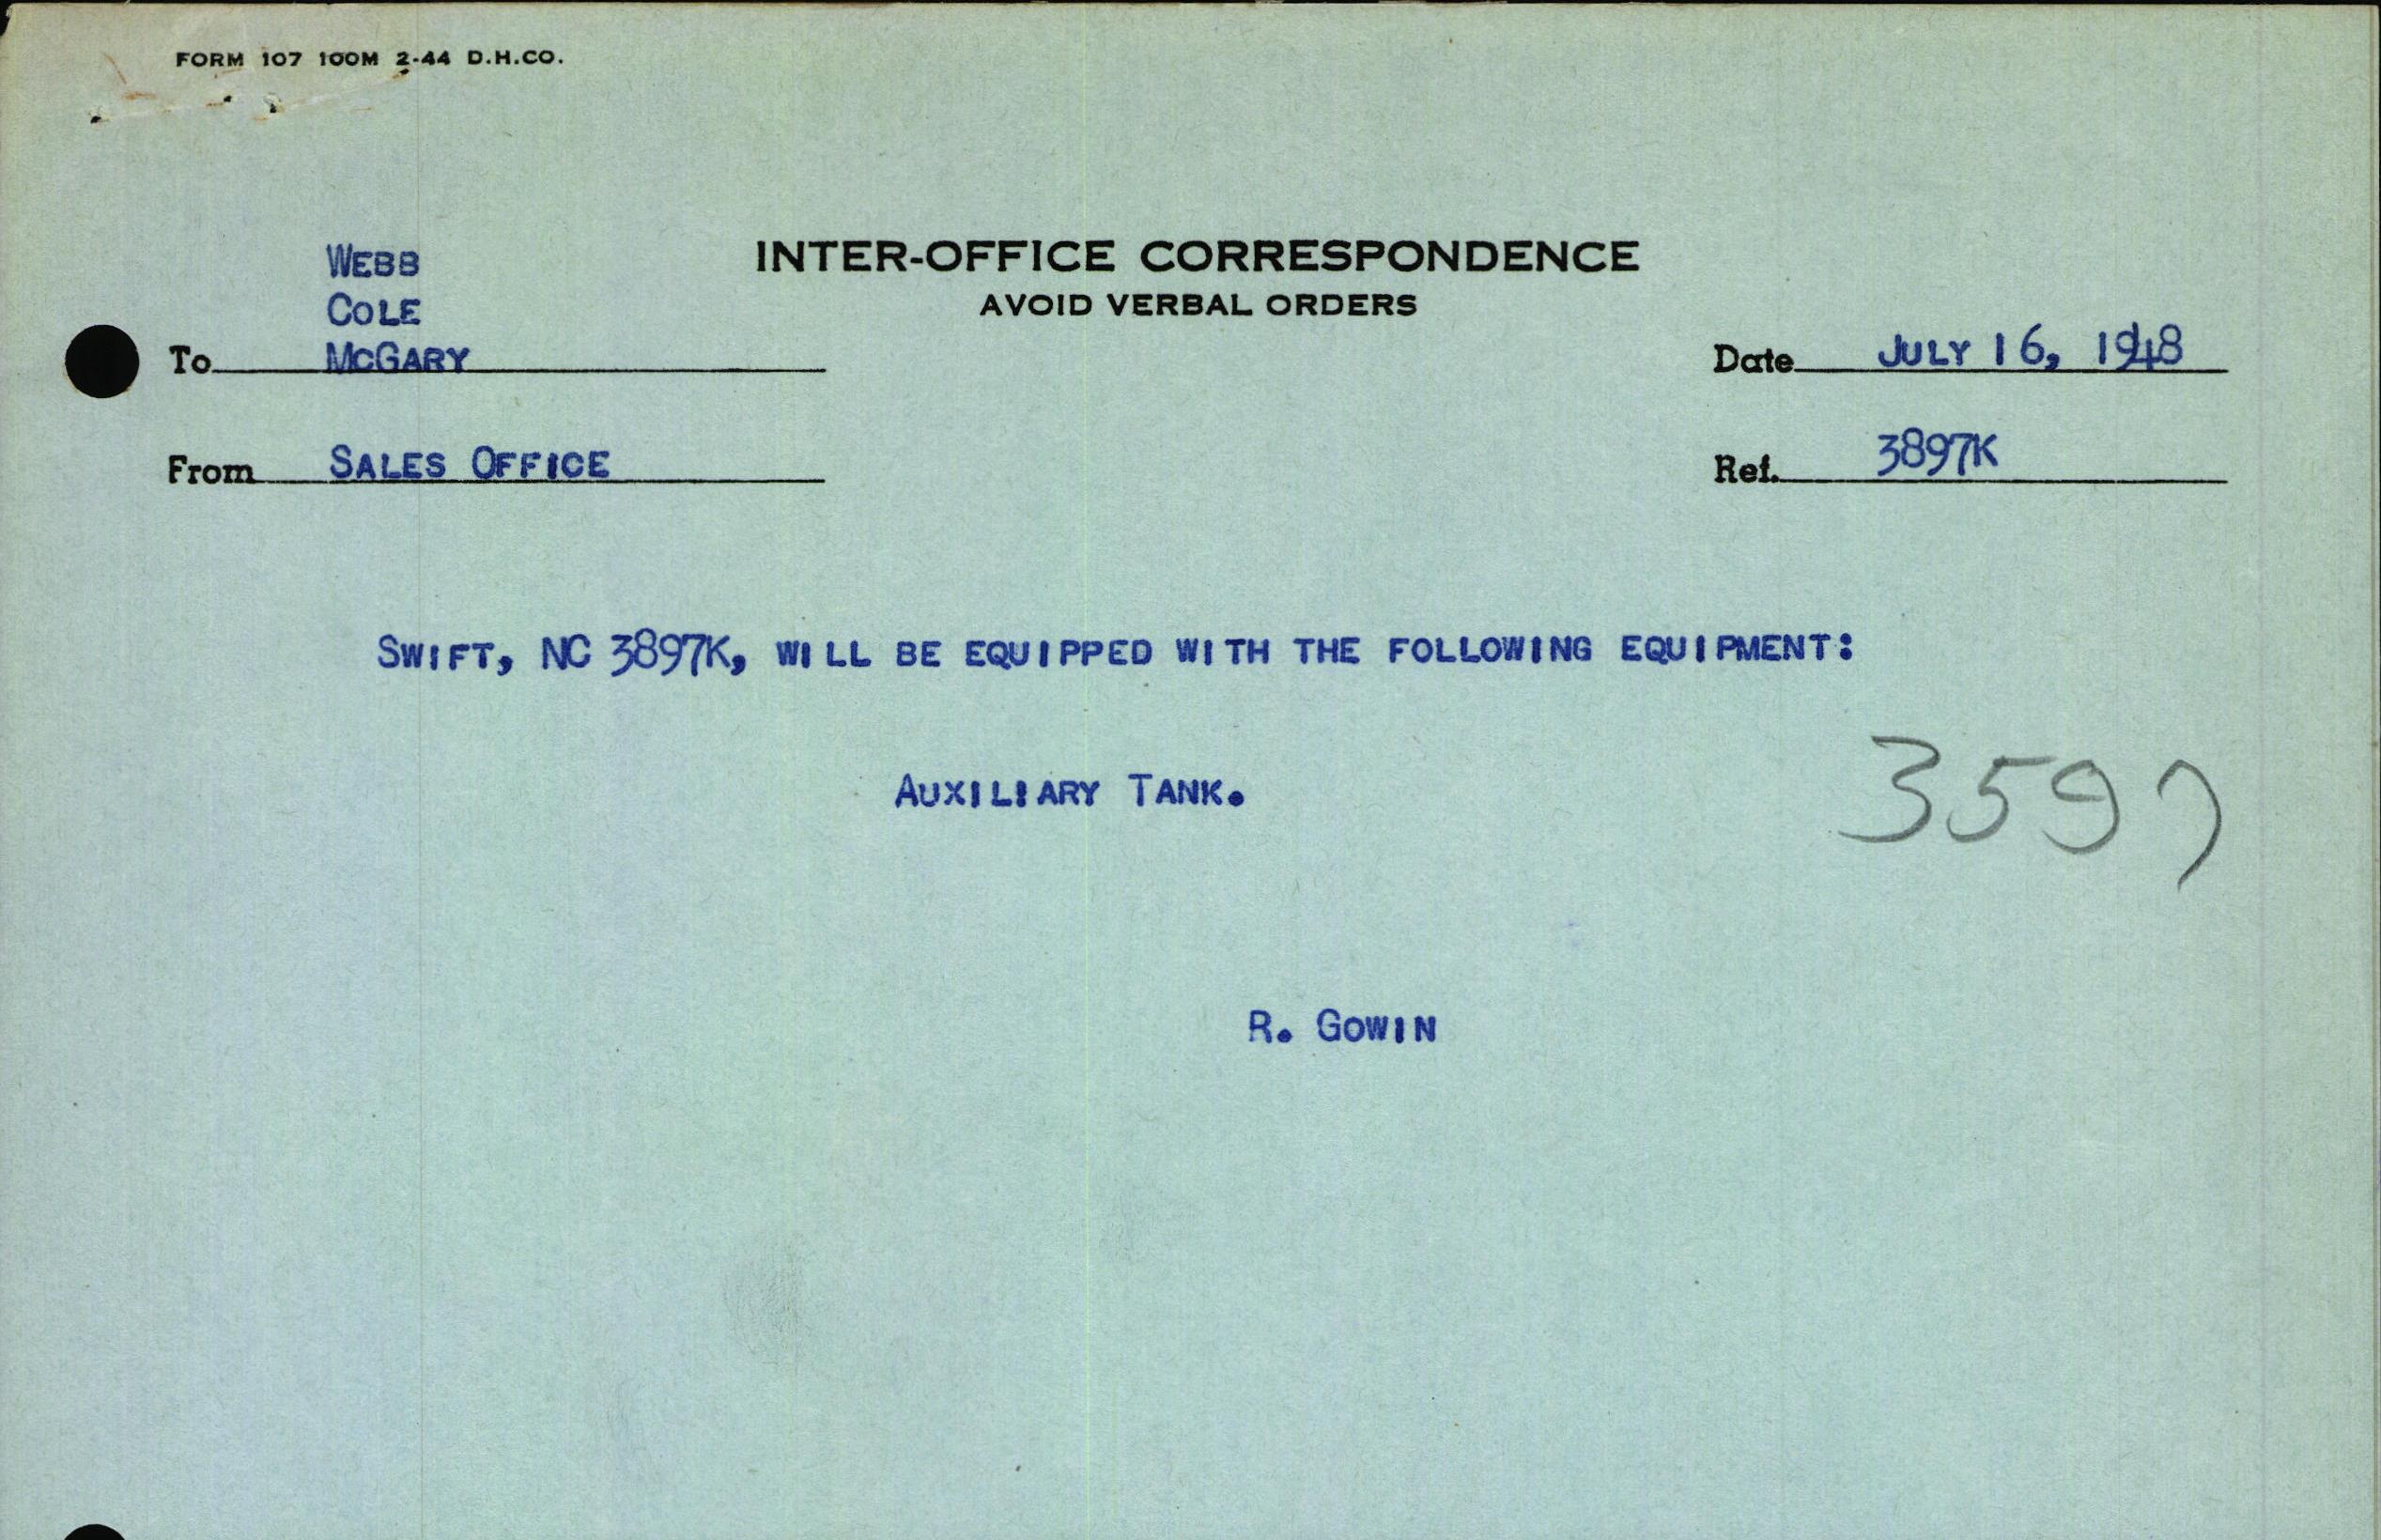 FORM 107 100M 2-44 D.H.CO.
INTER-OFFICE CORRESPONDENCE
AVOID VERBAL ORDERS
WEBB
COLE
To McGARY
Date JULY 16, 1948
From SALES OFFICE
Ref. 3897K
SWIFT, NC 3897K, WILL BE EQUIPPED WITH THE FOLLOWING EQUIPMENT:
AUXILIARY TANK.
3597
R. GOWIN